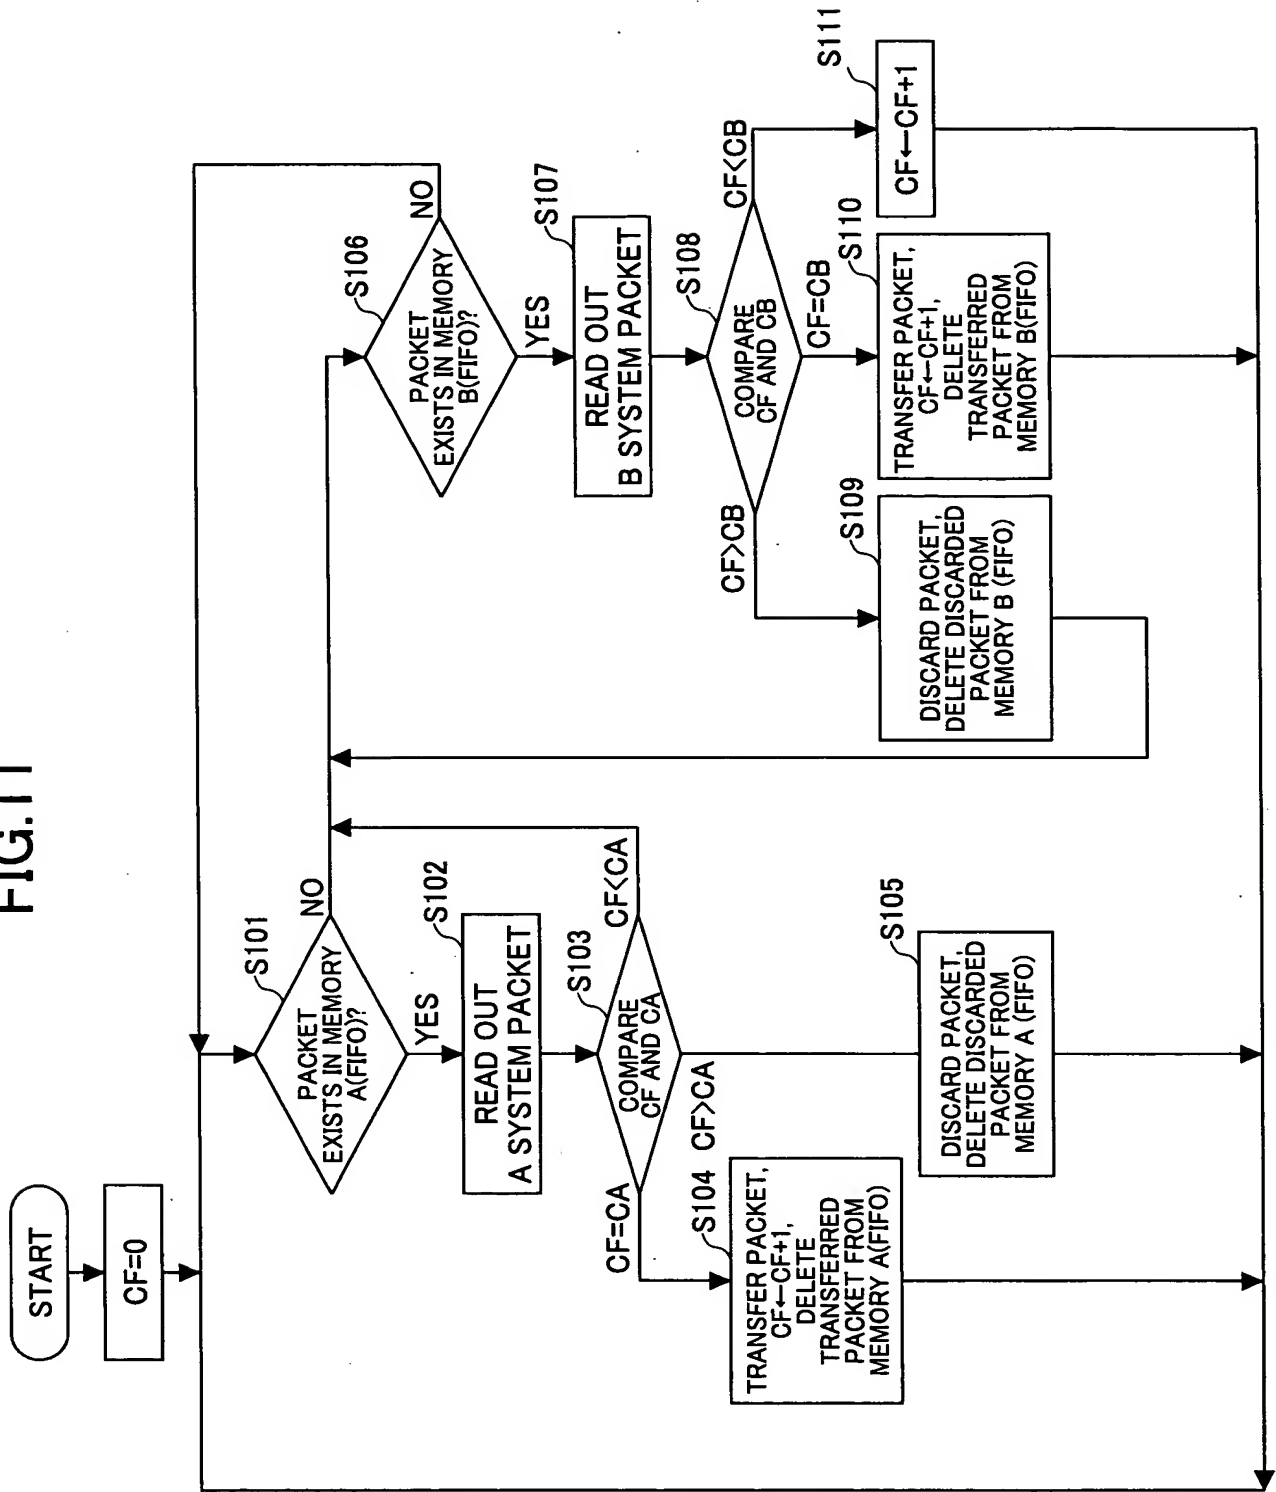 FIG.11
START
CF=0
S101
PACKET
EXISTS IN MEMORY
A(FIFO)?
NO
YES
S102
READ OUT
A SYSTEM PACKET
S103
COMPARE
CF AND CA
CF<CA
CF=CA
CF>CA
S104
TRANSFER PACKET,
CF←CF+1,
DELETE
TRANSFERRED
PACKET FROM
MEMORY A(FIFO)
S105
DISCARD PACKET,
DELETE DISCARDED
PACKET FROM
MEMORY A (FIFO)
S106
PACKET
EXISTS IN MEMORY
B(FIFO)?
NO
YES
S107
READ OUT
B SYSTEM PACKET
S108
COMPARE
CF AND CB
CF>CB
CF=CB
CF<CB
S109
DISCARD PACKET,
DELETE DISCARDED
PACKET FROM
MEMORY B (FIFO)
S110
TRANSFER PACKET,
CF←CF+1,
DELETE
TRANSFERRED
PACKET FROM
MEMORY B(FIFO)
S111
CF←CF+1